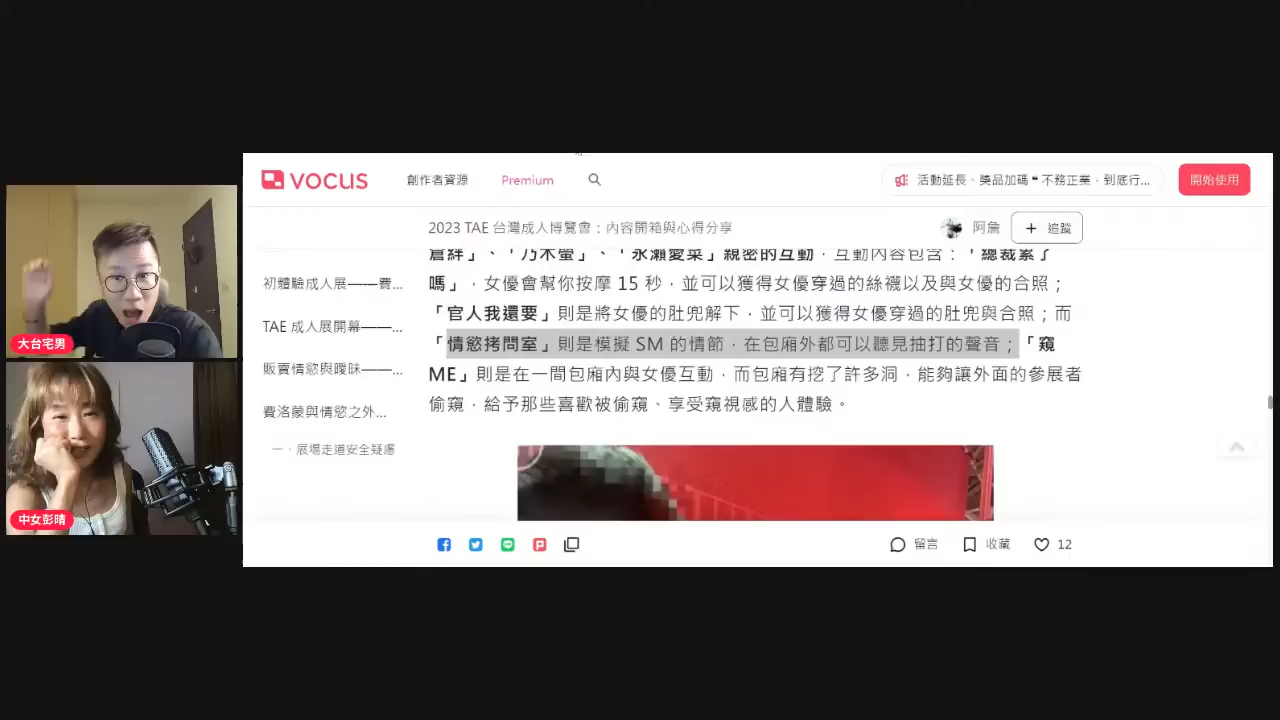 vocus
創作者資源
Premium
活動延長、獎品加碼❝不務正業，到底行...
開始使用
2023 TAE 台灣成人博覽會：內容開箱與心得分享
阿詹
+ 追蹤
初體驗成人展——費...
TAE 成人展開幕——...
販賣情慾與曖昧——...
費洛蒙與情慾之外...
一、展場走道安全疑慮
蒼絆」、「乃木螢」、「永瀨愛菜」親密的互動，互動內容包含：「總裁累了
嗎」，女優會幫你按摩 15 秒，並可以獲得女優穿過的絲襪以及與女優的合照；
「官人我還要」則是將女優的肚兜解下，並可以獲得女優穿過的肚兜與合照；而
「情慾拷問室」則是模擬 SM 的情節，在包廂外都可以聽見抽打的聲音；「窺
ME」則是在一間包廂內與女優互動，而包廂有挖了許多洞，能夠讓外面的參展者
偷窺，給予那些喜歡被偷窺、享受窺視感的人體驗。
留言
收藏
12
大台宅男
中女彭晴